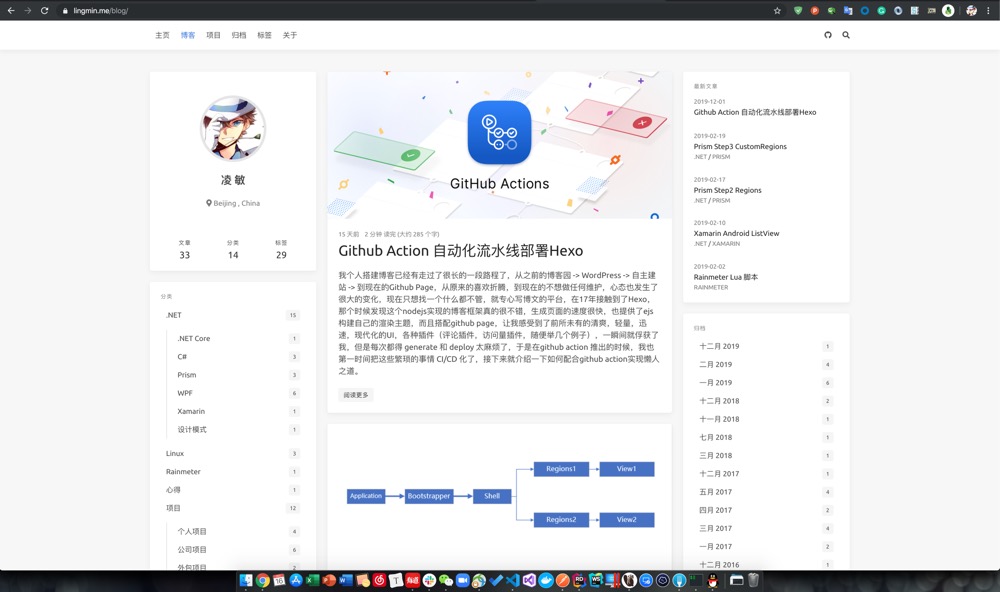 lingmin.me/blog/
主页 博客 项目 归档 标签 关于
凌 敏
Beijing , China
文章 分类 标签
33 14 29
分类
.NET 15
.NET Core 1
C# 3
Prism 3
WPF 6
Xamarin 1
设计模式 1
Linux 3
Rainmeter 1
心得 1
项目 12
个人项目 4
公司项目 6
外包项目 2
GitHub Actions
15 天前 2 分钟 读完 (大约 285 个字)
Github Action 自动化流水线部署Hexo
我个人搭建博客已经有走过了很长的一段路程了，从之前的博客园 -> WordPress -> 自主建
站 -> 到现在的Github Page，从原来的喜欢折腾，到现在的不想做任何维护，心态也发生了
很大的变化，现在只想找一个什么都不管，就专心写博文的平台，在17年接触到了Hexo，
那个时候发现这个nodejs实现的博客框架真的很不错，生成页面的速度很快，也提供了ejs
构建自己的渲染主题，而且搭配github page，让我感受到了前所未有的清爽，轻量，迅
速，现代化的UI，各种插件（评论插件，访问量插件，随便举几个例子），一瞬间就俘获了
我，但是每次都得 generate 和 deploy 太麻烦了，于是在github action 推出的时候，我也
第一时间把这些繁琐的事情 CI/CD 化了，接下来就介绍一下如何配合github action实现懒人
之道。
阅读更多
Application
Bootstrapper
Shell
Regions1
View1
Regions2
View2
最新文章
2019-12-01
Github Action 自动化流水线部署Hexo
2019-02-19
Prism Step3 CustomRegions
.NET / PRISM
2019-02-17
Prism Step2 Regions
.NET / PRISM
2019-02-10
Xamarin Android ListView
.NET / XAMARIN
2019-02-02
Rainmeter Lua 脚本
RAINMETER
归档
十二月 2019 1
二月 2019 4
一月 2019 6
十二月 2018 2
十一月 2018 1
七月 2018 1
三月 2018 1
十二月 2017 1
五月 2017 4
四月 2017 2
三月 2017 4
一月 2017 2
十二月 2016 1